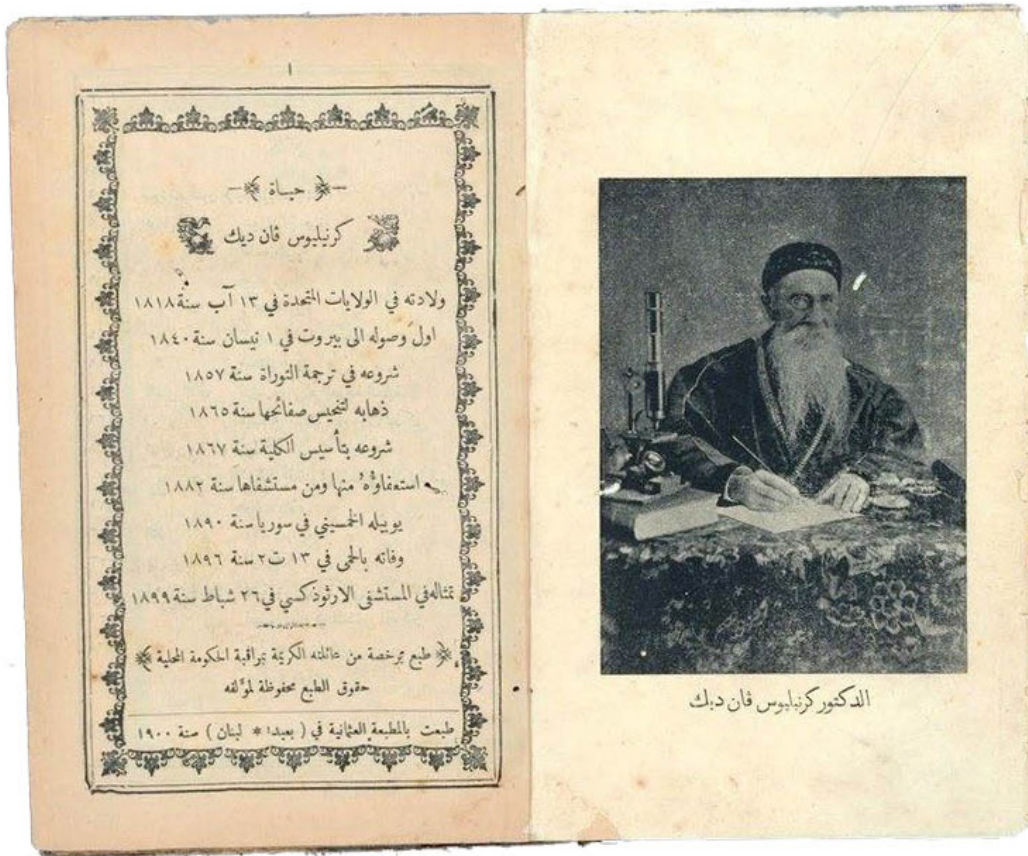 ١
حياة
كرنيليوس ڤان ديك
ولادته في الولايات المتحدة في ١٣ آب سنة ١٨١٨
اول وصوله الى بيروت في ١ نيسان سنة ١٨٤٠
شروعه في ترجمة التوراة سنة ١٨٥٧
ذهابه لتنحيس صفائحها سنة ١٨٦٥
شروعه بتأسيس الكلية سنة ١٨٦٧
استعفاؤُهُ منها ومن مستشفاها سنة ١٨٨٢
يوبيله الخمسيني في سوريا سنة ١٨٩٠
وفاته بالحمى في ١٣ ت٢ سنة ١٨٩٦
تمثاله في المستشفى الارثوذكسي في ٢٦ شباط سنة ١٨٩٩
طبع برخصة من عائلته الكريمة بمراقبة الحكومة المحلية
حقوق الطبع محفوظة لمؤلفه
طبعت بالمطبعة العثمانية في ( بعبدا * لبنان ) سنة ١٩٠٠
الدكتور كرنيليوس ڤان ديك